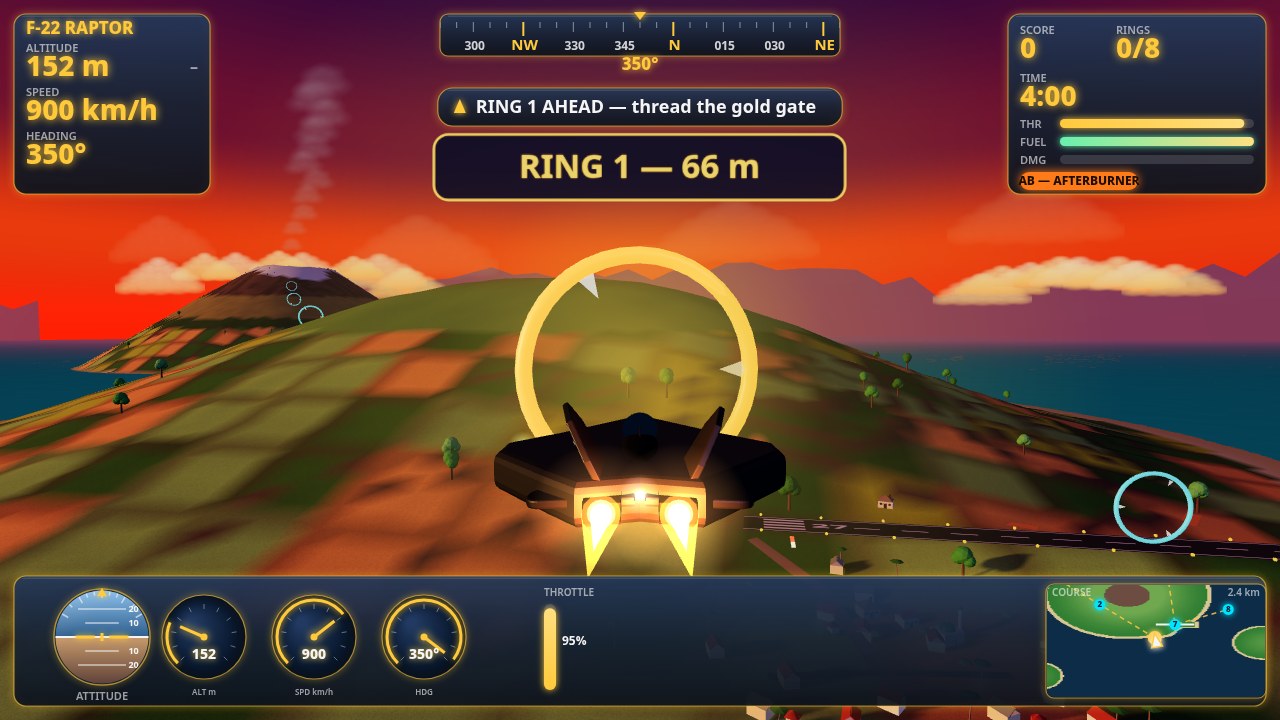 F-22 RAPTOR
ALTITUDE
152 m
–
SPEED
900 km/h
HEADING
350°
300 NW 330 345 N 015 030 NE
350°
RING 1 AHEAD — thread the gold gate
RING 1 — 66 m
SCORE RINGS
0 0/8
TIME
4:00
THR
FUEL
DMG
AB — AFTERBURNER
27
20
10
10
20
ATTITUDE
152
ALT m
900
SPD km/h
350°
HDG
THROTTLE
95%
COURSE 2.4 km
2
8
7